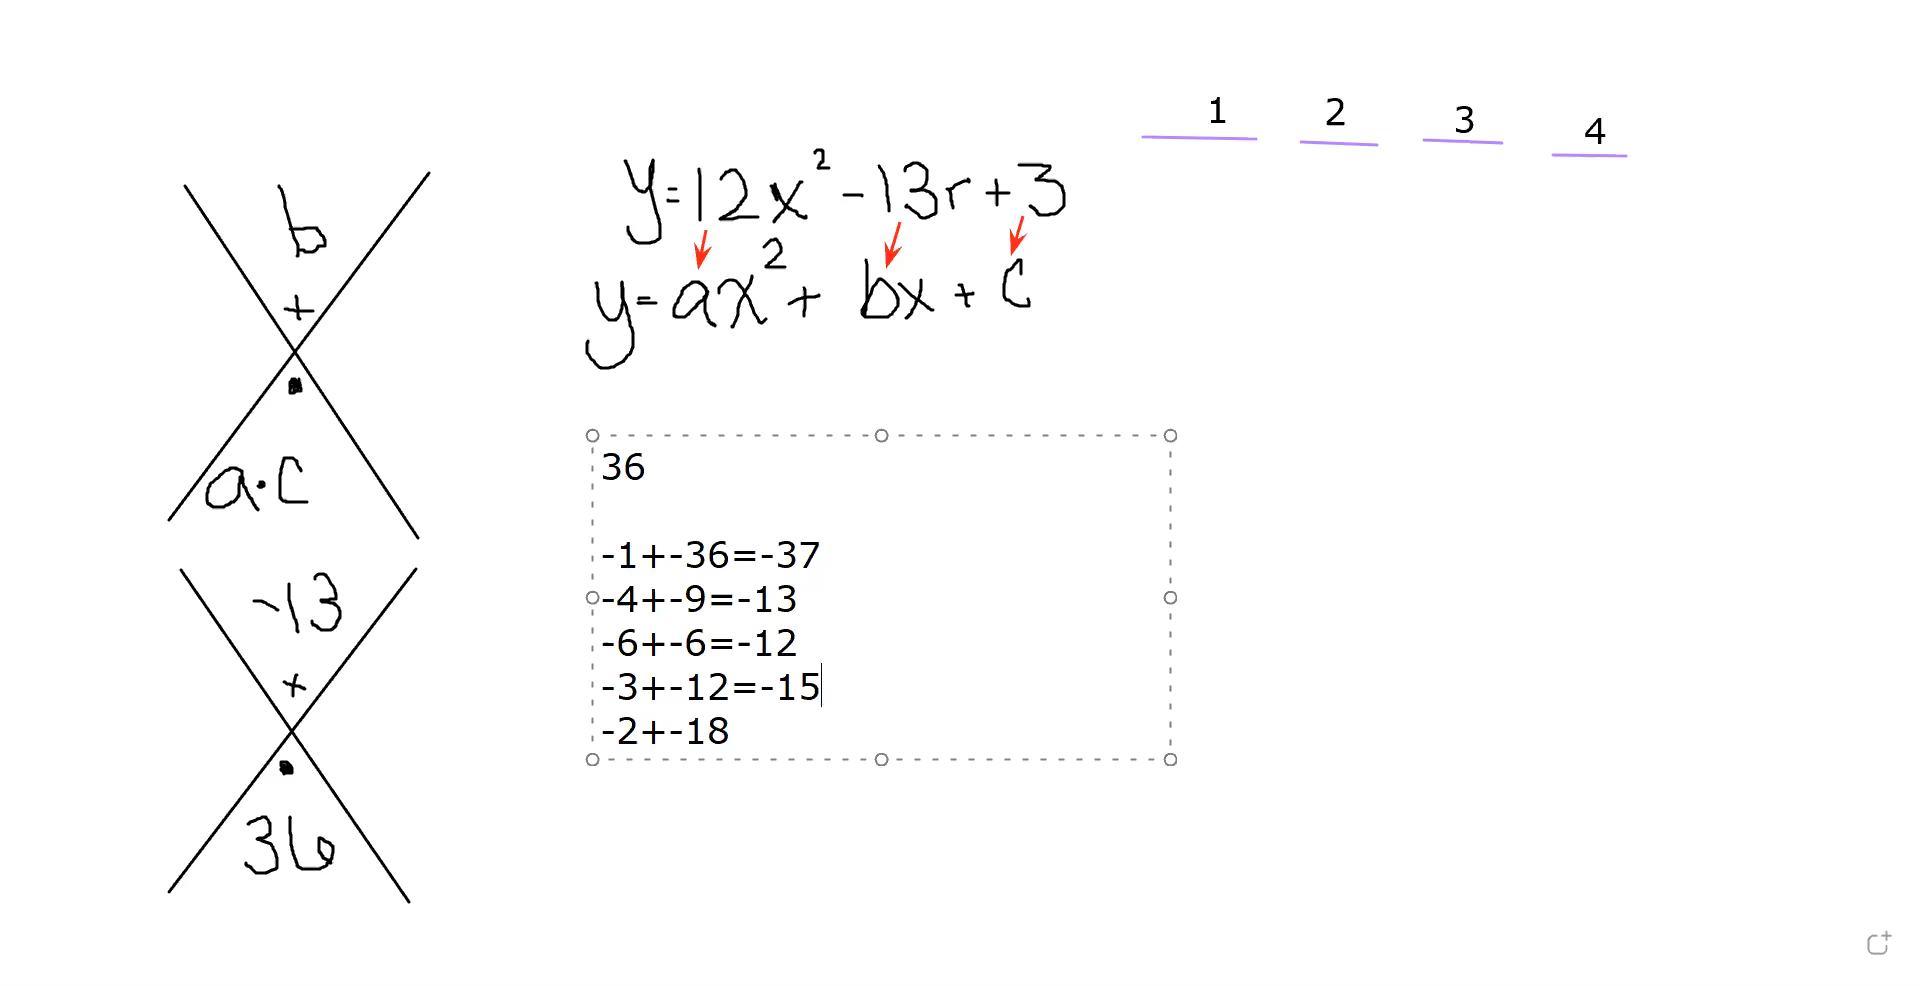 1 2 3 4
y=12x²-13r+3
y=ax²+bx+c
b
+
•
a·c
-13
+
•
36
36
-1+-36=-37
-4+-9=-13
-6+-6=-12
-3+-12=-15
-2+-18